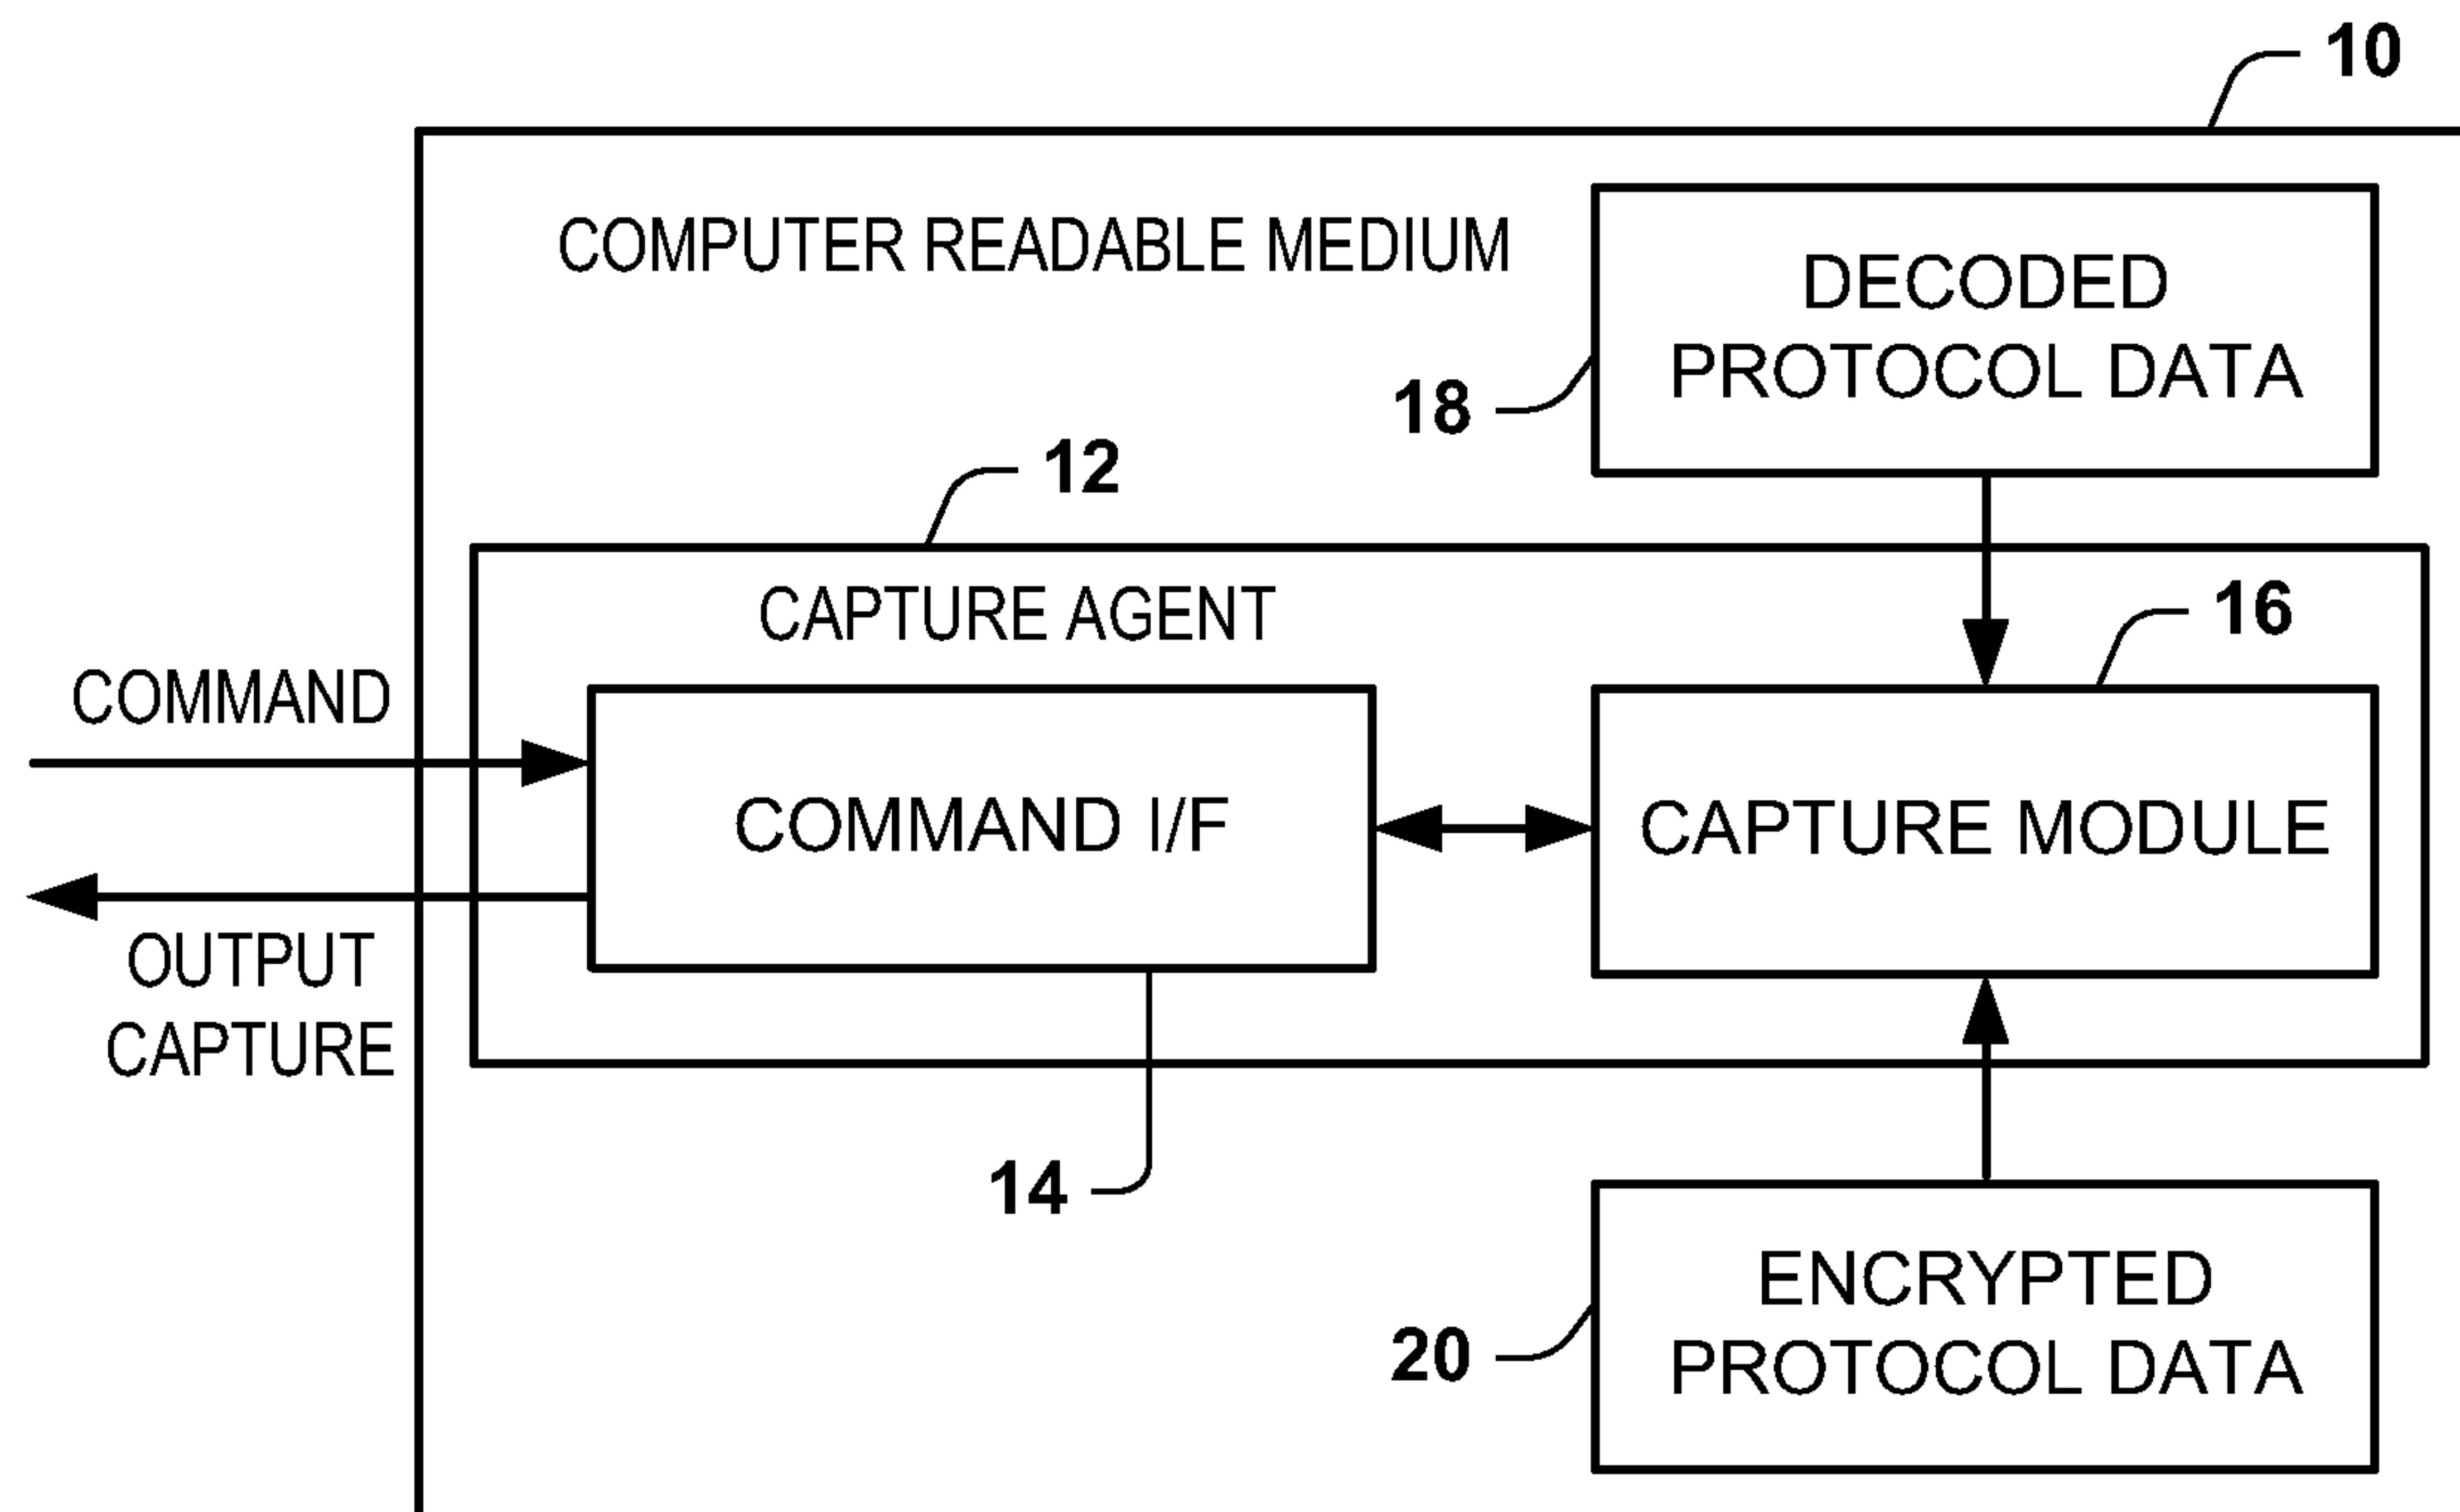 10
COMPUTER READABLE MEDIUM
DECODED
PROTOCOL DATA
18
12
CAPTURE AGENT
16
COMMAND
COMMAND I/F
CAPTURE MODULE
OUTPUT
CAPTURE
14
ENCRYPTED
PROTOCOL DATA
20